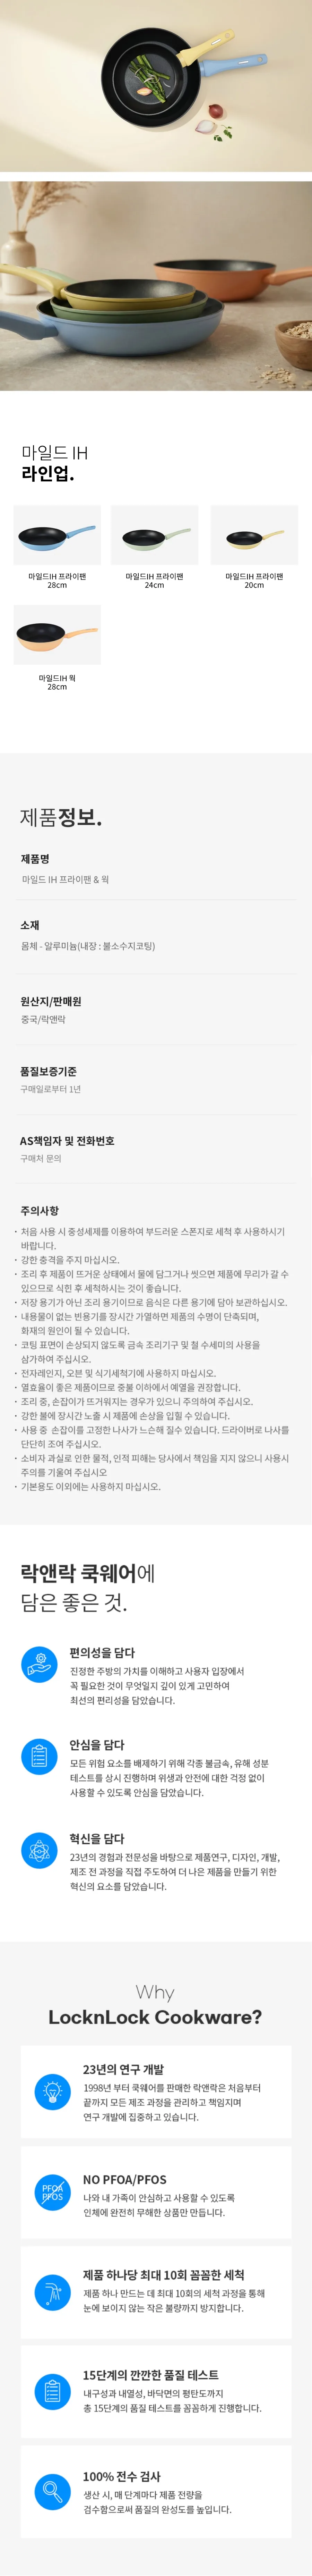 마일드 IH
라인업.
마일드IH 프라이팬
28cm
마일드IH 프라이팬
24cm
마일드IH 프라이팬
20cm
마일드IH 웍
28cm
제품정보.
제품명
마일드 IH 프라이팬 & 웍
소재
몸체 - 알루미늄(내장 : 불소수지코팅)
원산지/판매원
중국/락앤락
품질보증기준
구매일로부터 1년
AS책임자 및 전화번호
구매처 문의
주의사항
· 처음 사용 시 중성세제를 이용하여 부드러운 스폰지로 세척 후 사용하시기
바랍니다.
· 강한 충격을 주지 마십시오.
· 조리 후 제품이 뜨거운 상태에서 물에 담그거나 씻으면 제품에 무리가 갈 수
있으므로 식힌 후 세척하시는 것이 좋습니다.
· 저장 용기가 아닌 조리 용기이므로 음식은 다른 용기에 담아 보관하십시오.
· 내용물이 없는 빈용기를 장시간 가열하면 제품의 수명이 단축되며,
화재의 원인이 될 수 있습니다.
· 코팅 표면이 손상되지 않도록 금속 조리기구 및 철 수세미의 사용을
삼가하여 주십시오.
· 전자레인지, 오븐 및 식기세척기에 사용하지 마십시오.
· 열효율이 좋은 제품이므로 중불 이하에서 예열을 권장합니다.
· 조리 중, 손잡이가 뜨거워지는 경우가 있으니 주의하여 주십시오.
· 강한 불에 장시간 노출 시 제품에 손상을 입힐 수 있습니다.
· 사용 중 손잡이를 고정한 나사가 느슨해 질수 있습니다. 드라이버로 나사를
단단히 조여 주십시오.
· 소비자 과실로 인한 물적, 인적 피해는 당사에서 책임을 지지 않으니 사용시
주의를 기울여 주십시오
· 기본용도 이외에는 사용하지 마십시오.
락앤락 쿡웨어에
담은 좋은 것.
편의성을 담다
진정한 주방의 가치를 이해하고 사용자 입장에서
꼭 필요한 것이 무엇일지 깊이 있게 고민하여
최선의 편리성을 담았습니다.
안심을 담다
모든 위험 요소를 배제하기 위해 각종 불금속, 유해 성분
테스트를 상시 진행하며 위생과 안전에 대한 걱정 없이
사용할 수 있도록 안심을 담았습니다.
혁신을 담다
23년의 경험과 전문성을 바탕으로 제품연구, 디자인, 개발,
제조 전 과정을 직접 주도하여 더 나은 제품을 만들기 위한
혁신의 요소를 담았습니다.
Why
LocknLock Cookware?
23년의 연구 개발
1998년 부터 쿡웨어를 판매한 락앤락은 처음부터
끝까지 모든 제조 과정을 관리하고 책임지며
연구 개발에 집중하고 있습니다.
PFOA
PFOS
NO PFOA/PFOS
나와 내 가족이 안심하고 사용할 수 있도록
인체에 완전히 무해한 상품만 만듭니다.
제품 하나당 최대 10회 꼼꼼한 세척
제품 하나 만드는 데 최대 10회의 세척 과정을 통해
눈에 보이지 않는 작은 불량까지 방지합니다.
15단계의 깐깐한 품질 테스트
내구성과 내열성, 바닥면의 평탄도까지
총 15단계의 품질 테스트를 꼼꼼하게 진행합니다.
100% 전수 검사
생산 시, 매 단계마다 제품 전량을
검수함으로써 품질의 완성도를 높입니다.